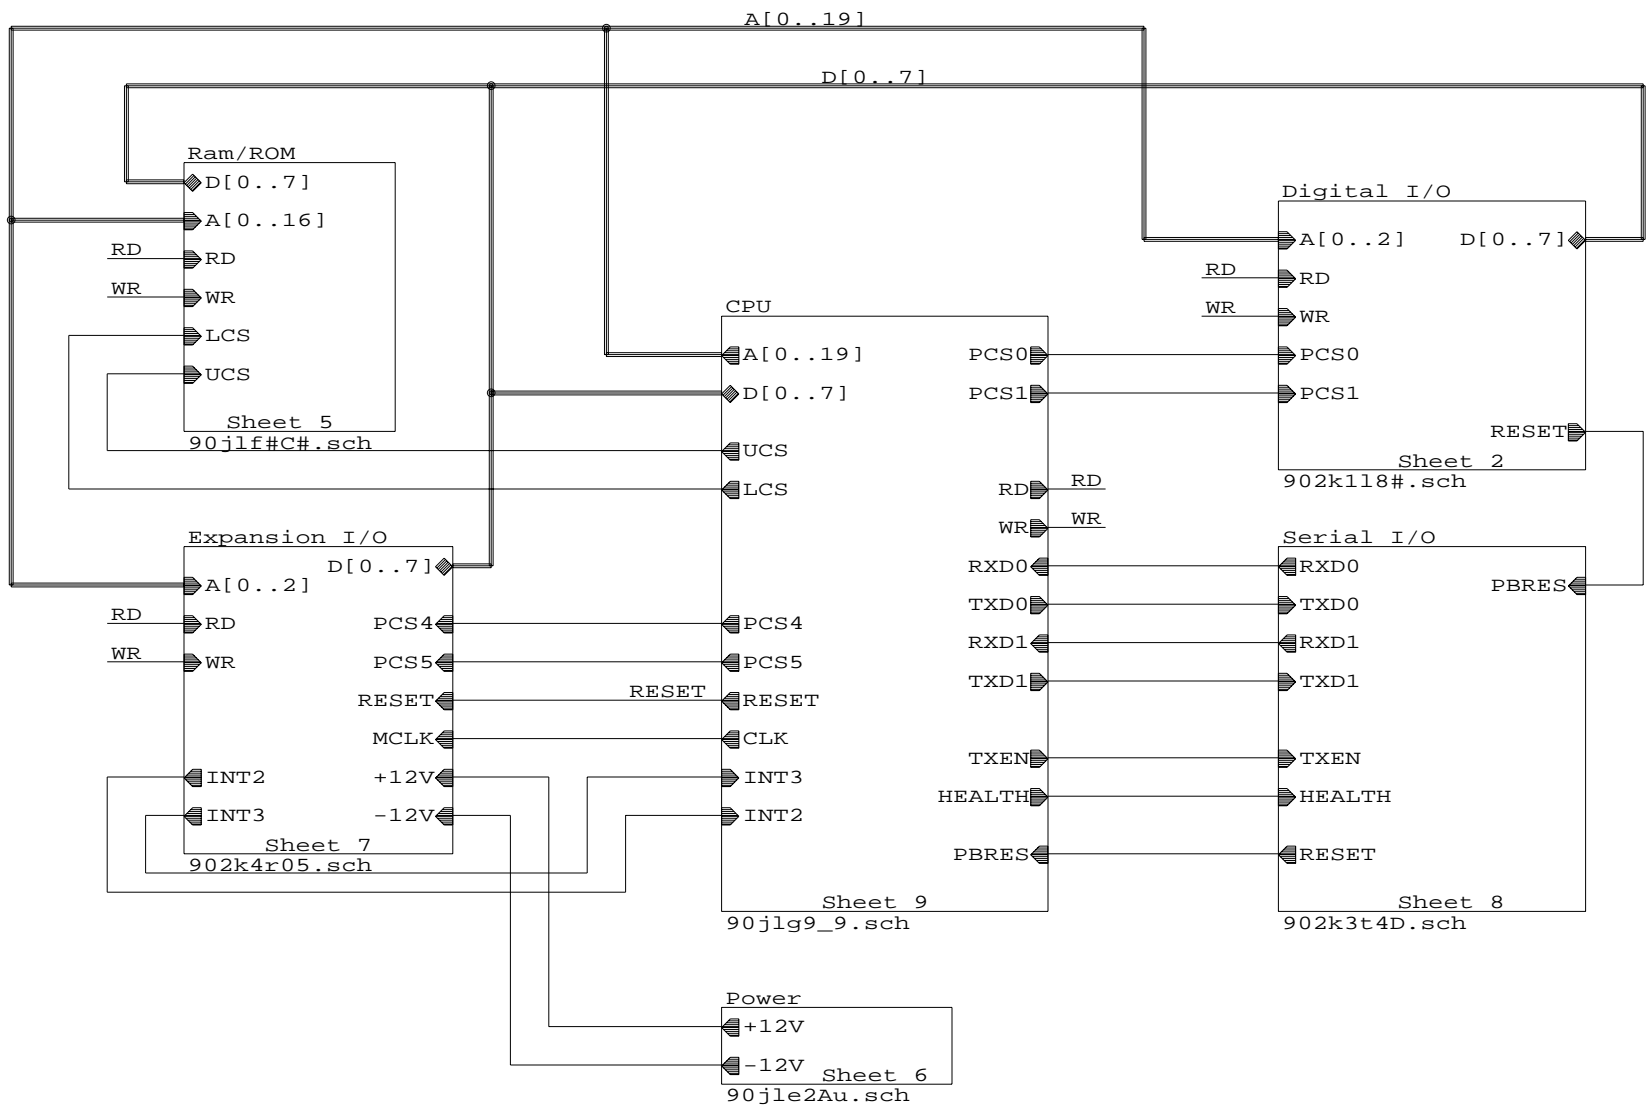 A[0..19]
D[0..7]
Ram/ROM
D[0..7]
A[0..16]
RD RD
WR WR
LCS
UCS
Sheet 5
90jlf#C#.sch
Digital I/O
A[0..2] D[0..7]
RD RD
WR WR
PCS0
PCS1
RESET
Sheet 2
902k1l8#.sch
CPU
A[0..19] PCS0
D[0..7] PCS1
UCS
LCS RD RD
WR WR
RXD0
TXD0
PCS4 RXD1
PCS5 TXD1
RESET RESET
CLK TXEN
INT3 HEALTH
INT2
PBRES
Sheet 9
90jlg9_9.sch
Expansion I/O
D[0..7]
A[0..2]
RD RD PCS4
WR WR PCS5
RESET
MCLK
INT2 +12V
INT3 -12V
Sheet 7
902k4r05.sch
Serial I/O
RXD0 PBRES
TXD0
RXD1
TXD1
TXEN
HEALTH
RESET
Sheet 8
902k3t4D.sch
Power
+12V
-12V
Sheet 6
90jle2Au.sch